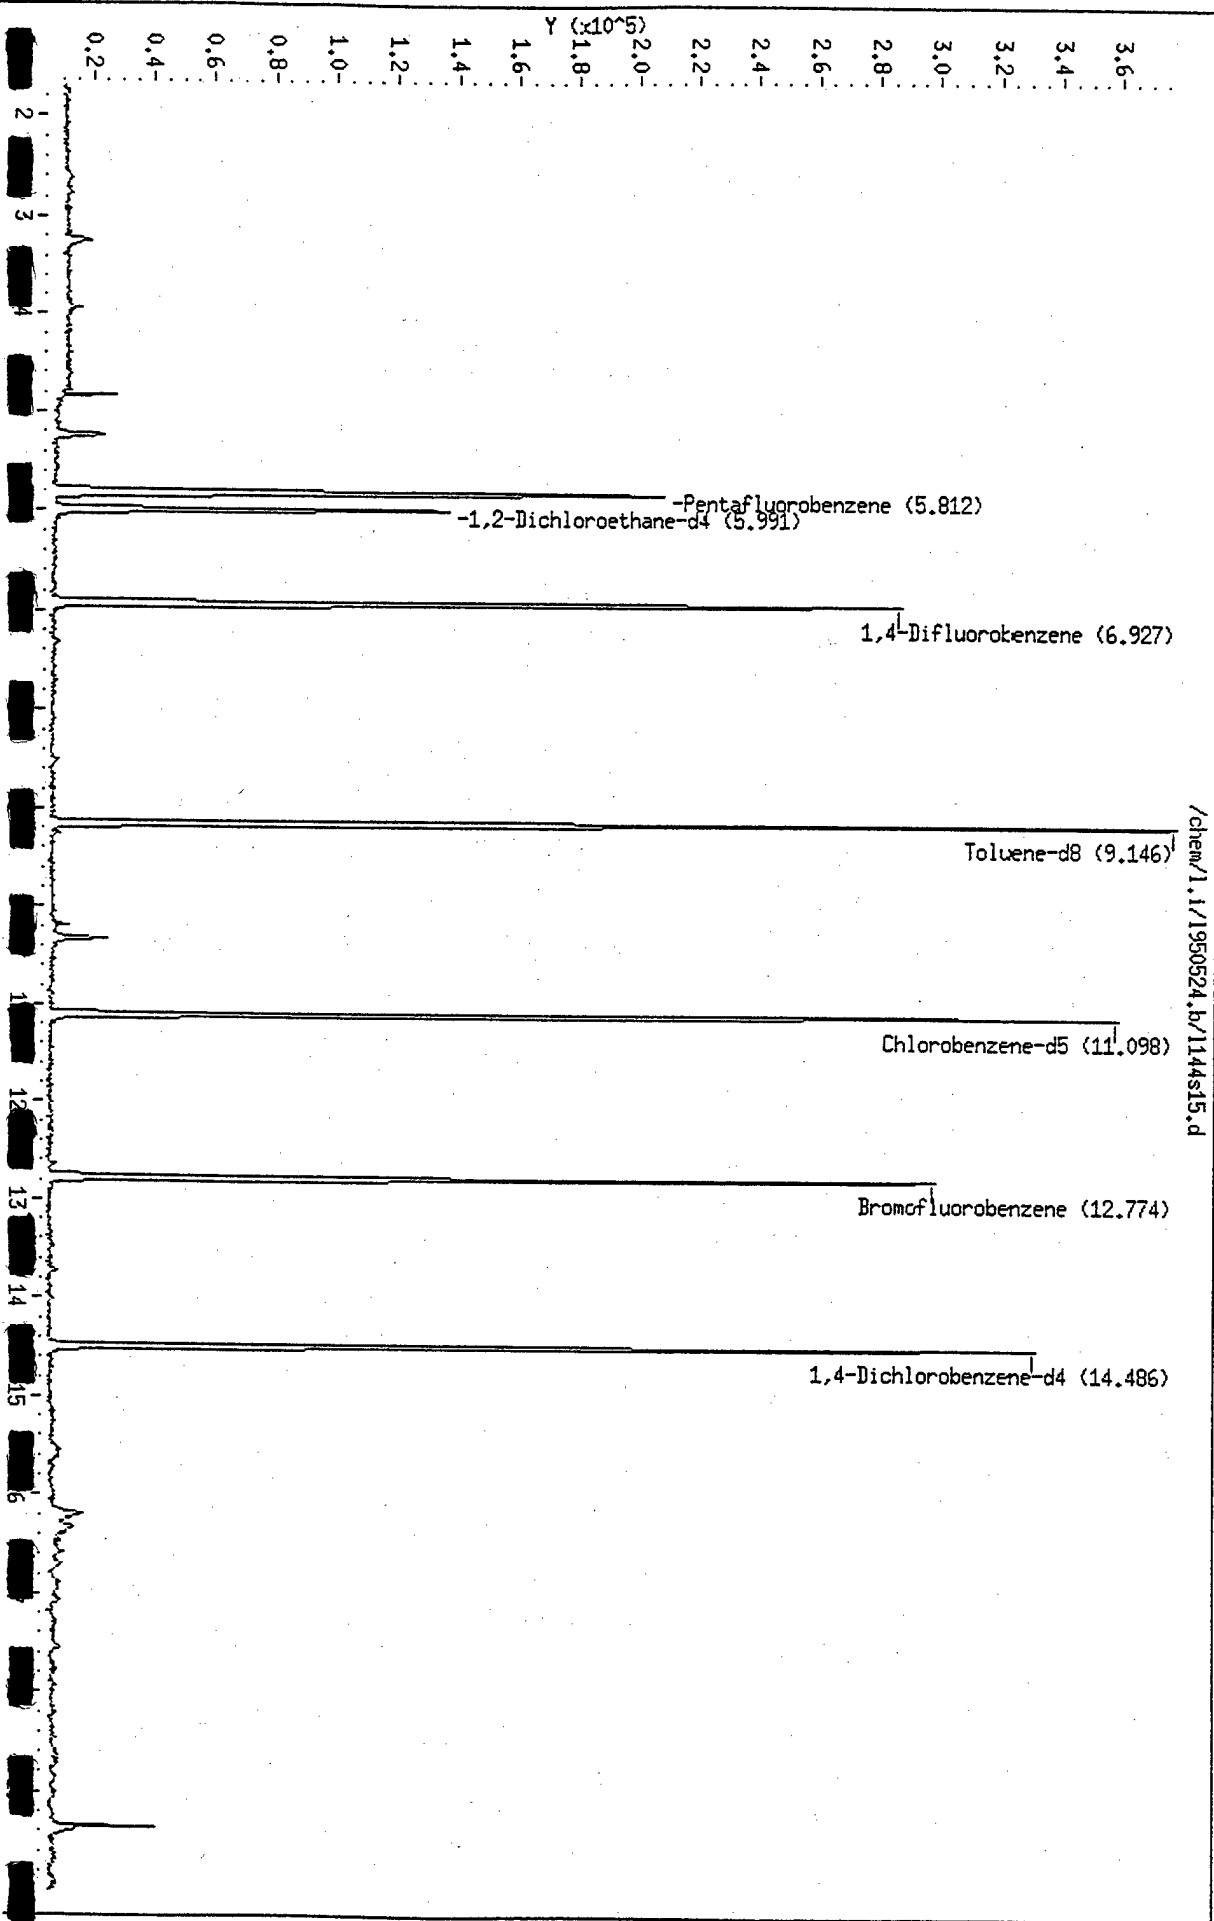 /chem/l.i/l950524.b/l144s15.d
Y (x10^5)
3.6
3.4
3.2
3.0
2.8
2.6
2.4
2.2
2.0
1.8
1.6
1.4
1.2
1.0
0.8
0.6
0.4
0.2
-Pentafluorobenzene (5.812)
-1,2-Dichloroethane-d4 (5.991)
1,4-Difluorobenzene (6.927)
Toluene-d8 (9.146)
Chlorobenzene-d5 (11.098)
Bromofluorobenzene (12.774)
1,4-Dichlorobenzene-d4 (14.486)
2
3
4
12
13
14
15